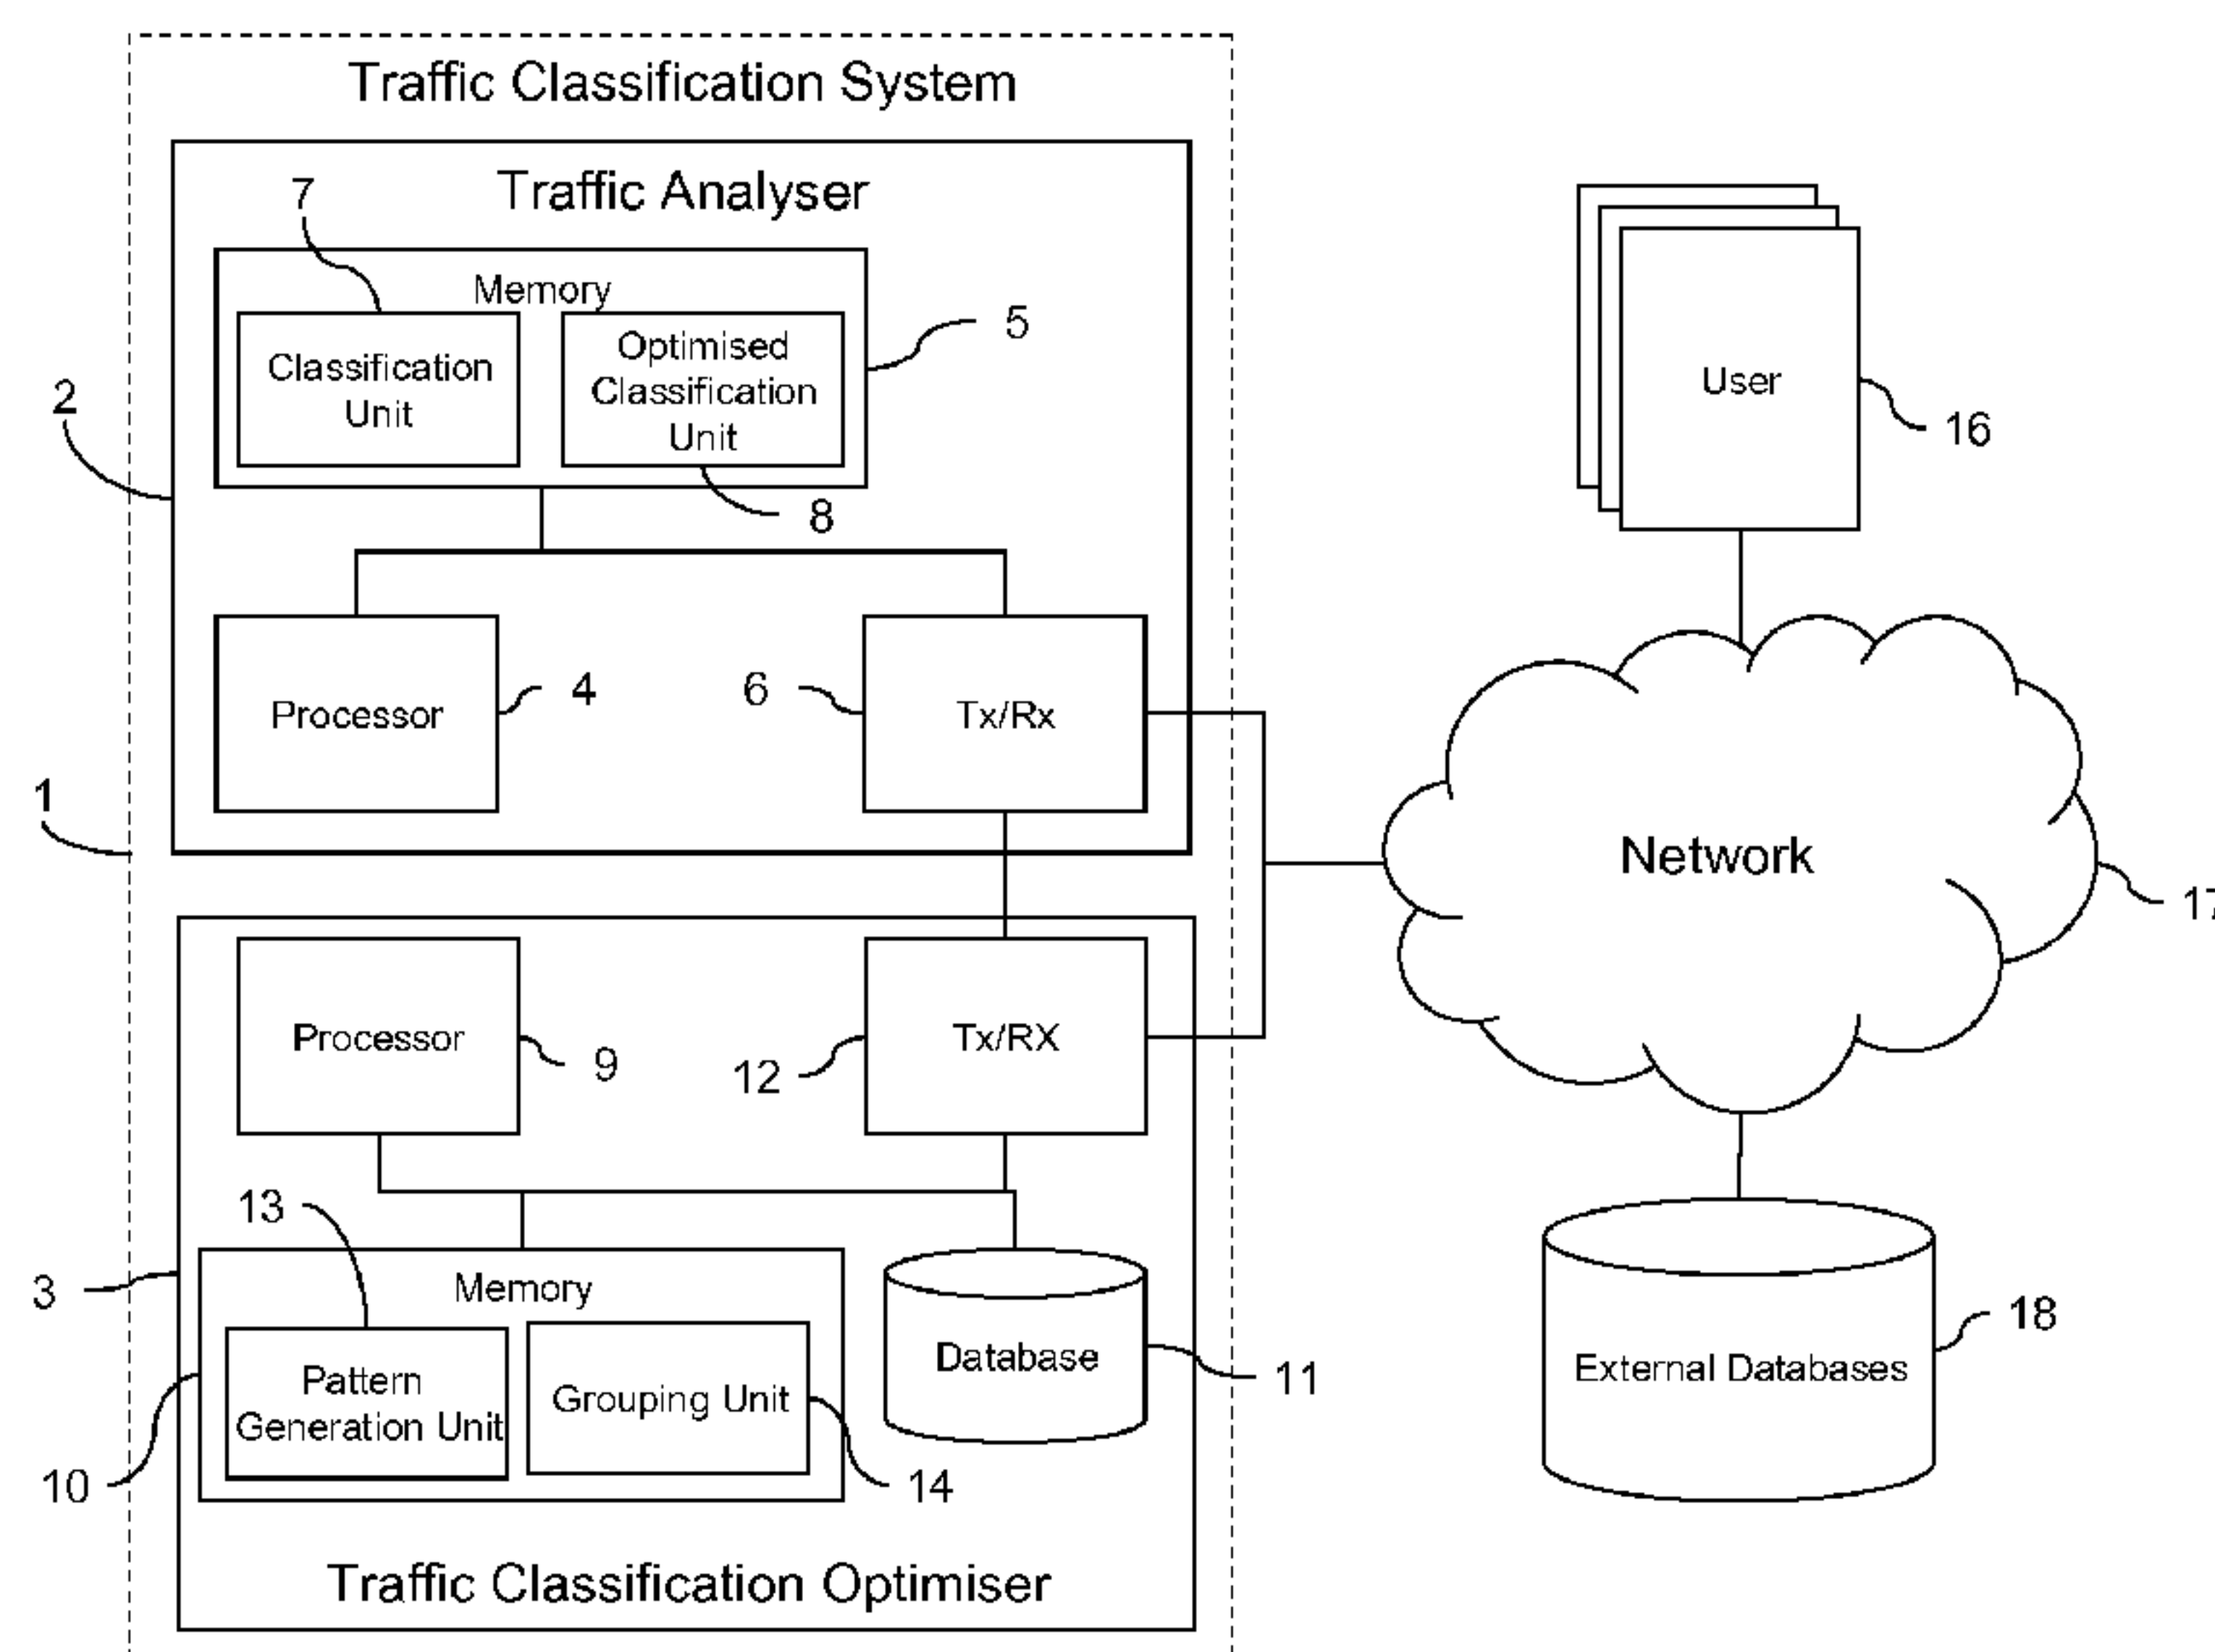 Traffic Classification System
Traffic Analyser
7
Memory
Classification
Unit
Optimised
Classification
Unit
5
8
2
Processor
4
6
Tx/Rx
1
User
16
Network
17
Processor
9
12
Tx/RX
13
3
Memory
Pattern
Generation Unit
Grouping Unit
Database
11
10
14
Traffic Classification Optimiser
External Databases
18